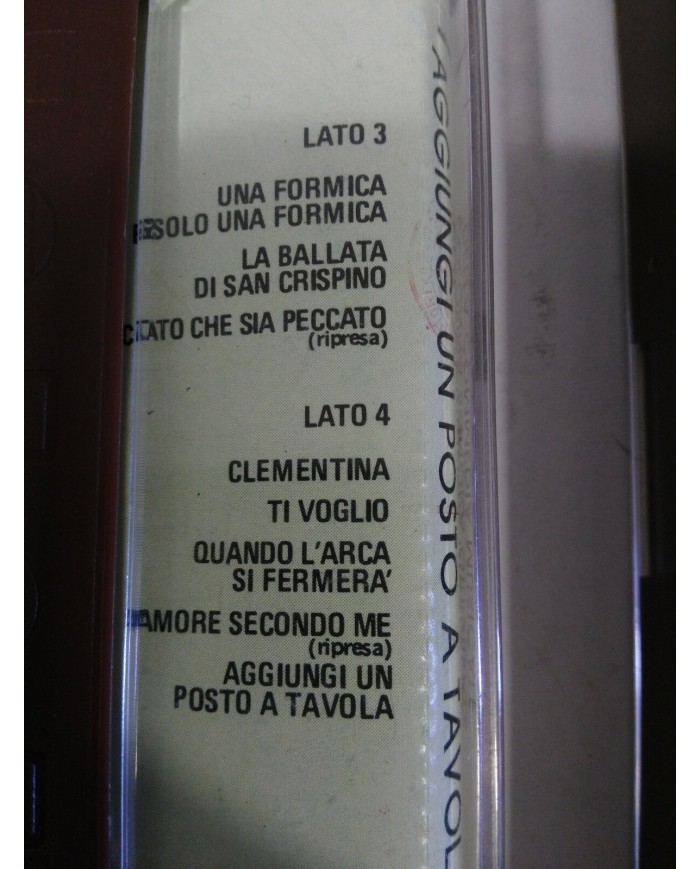 LATO 3
UNA FORMICA
SOLO UNA FORMICA
LA BALLATA
DI SAN CRISPINO
CHE SIA PECCATO
(ripresa)
LATO 4
CLEMENTINA
TI VOGLIO
QUANDO L'ARCA
SI FERMERA'
AMORE SECONDO ME
(ripresa)
AGGIUNGI UN
POSTO A TAVOLA
AGGIUNGI UN POSTO A TAVOL